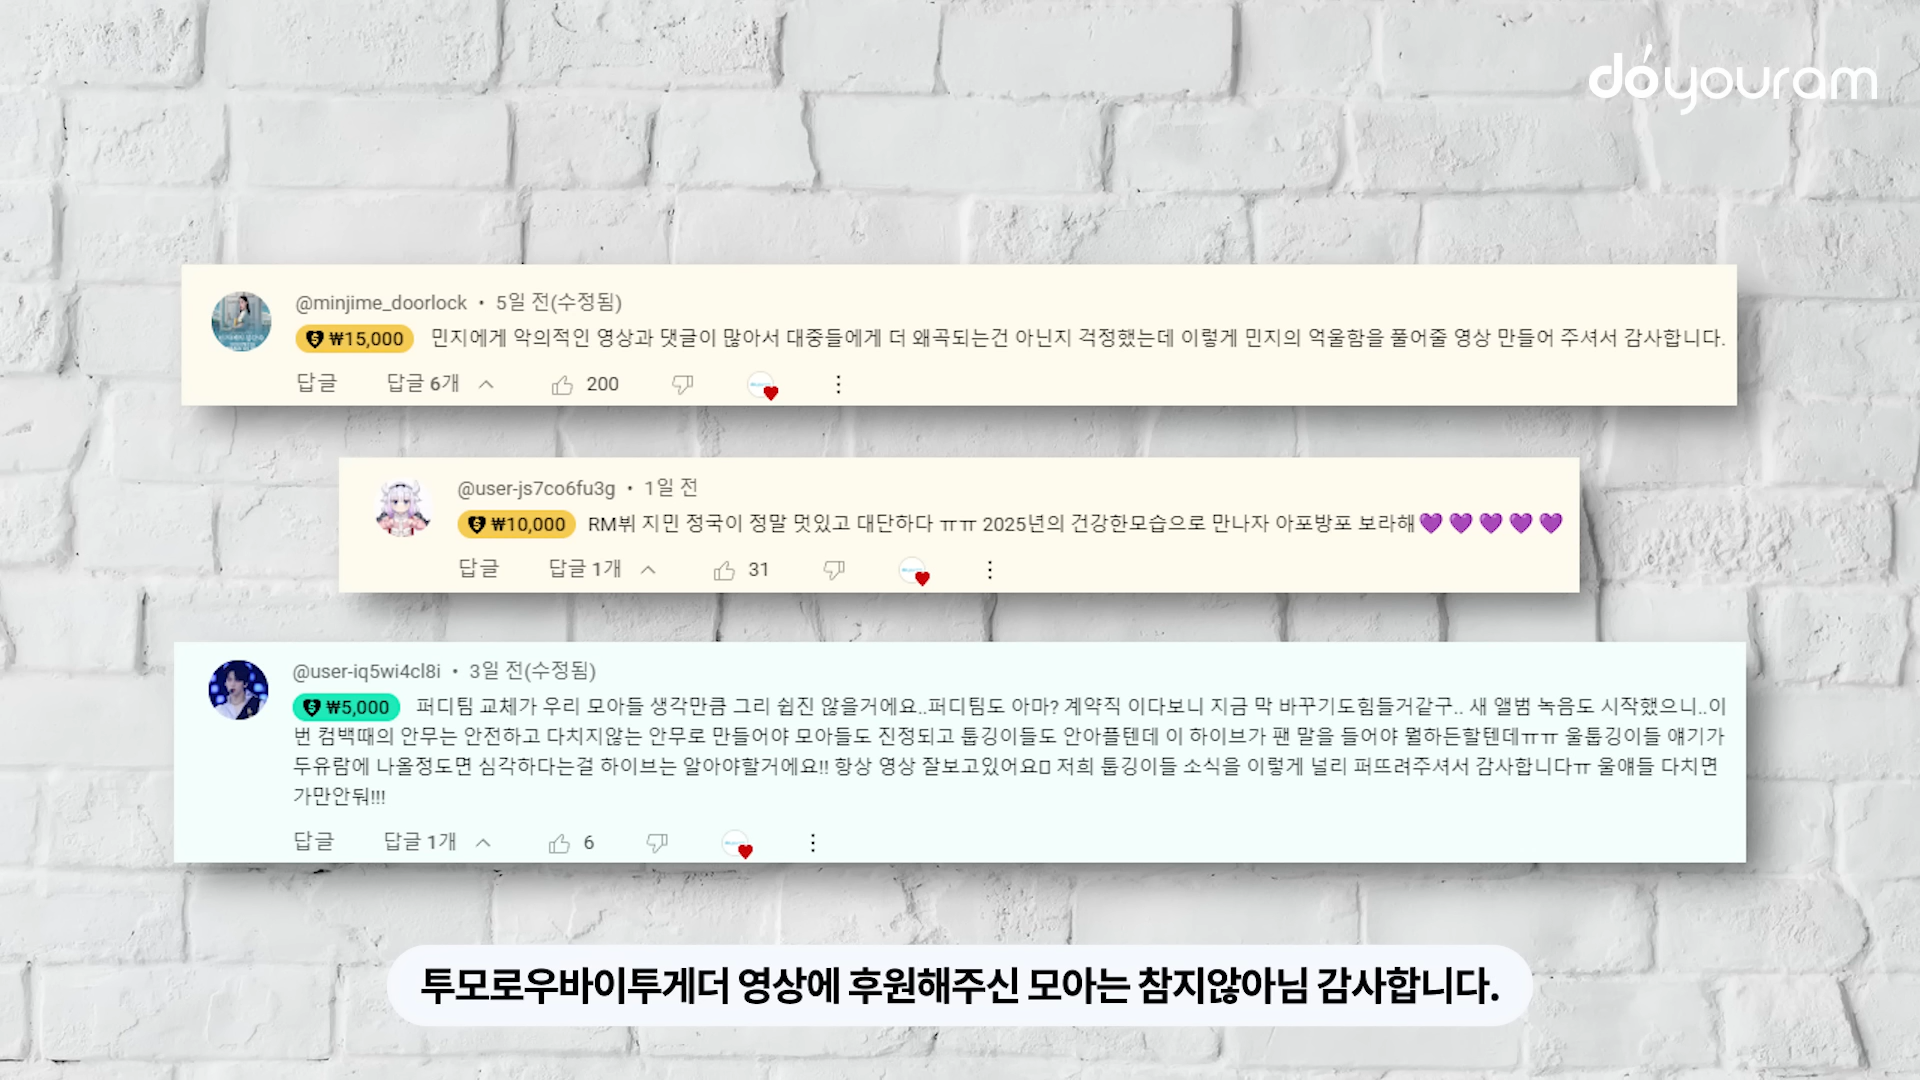 doyouram
@minjime_doorlock • 5일 전(수정됨)
₩15,000 민지에게 악의적인 영상과 댓글이 많아서 대중들에게 더 왜곡되는건 아닌지 걱정했는데 이렇게 민지의 억울함을 풀어줄 영상 만들어 주셔서 감사합니다.
답글 답글 6개 200
@user-js7co6fu3g • 1일 전
₩10,000 RM뷔 지민 정국이 정말 멋있고 대단하다 ㅠㅠ 2025년의 건강한모습으로 만나자 아포방포 보라해💜💜💜💜💜
답글 답글 1개 31
@user-iq5wi4cl8i • 3일 전(수정됨)
₩5,000 퍼디팀 교체가 우리 모아들 생각만큼 그리 쉽진 않을거에요..퍼디팀도 아마? 계약직 이다보니 지금 막 바꾸기도힘들거같구.. 새 앨범 녹음도 시작했으니..이
번 컴백때의 안무는 안전하고 다치지않는 안무로 만들어야 모아들도 진정되고 툽깅이들도 안아플텐데 이 하이브가 팬 말을 들어야 뭘하든할텐데ㅠㅠ 울툽깅이들 얘기가
두유람에 나올정도면 심각하다는걸 하이브는 알아야할거에요!! 항상 영상 잘보고있어요 저희 툽깅이들 소식을 이렇게 널리 퍼뜨려주셔서 감사합니다ㅠ 울얘들 다치면
가만안둬!!!
답글 답글 1개 6
투모로우바이투게더 영상에 후원해주신 모아는 참지않아님 감사합니다.